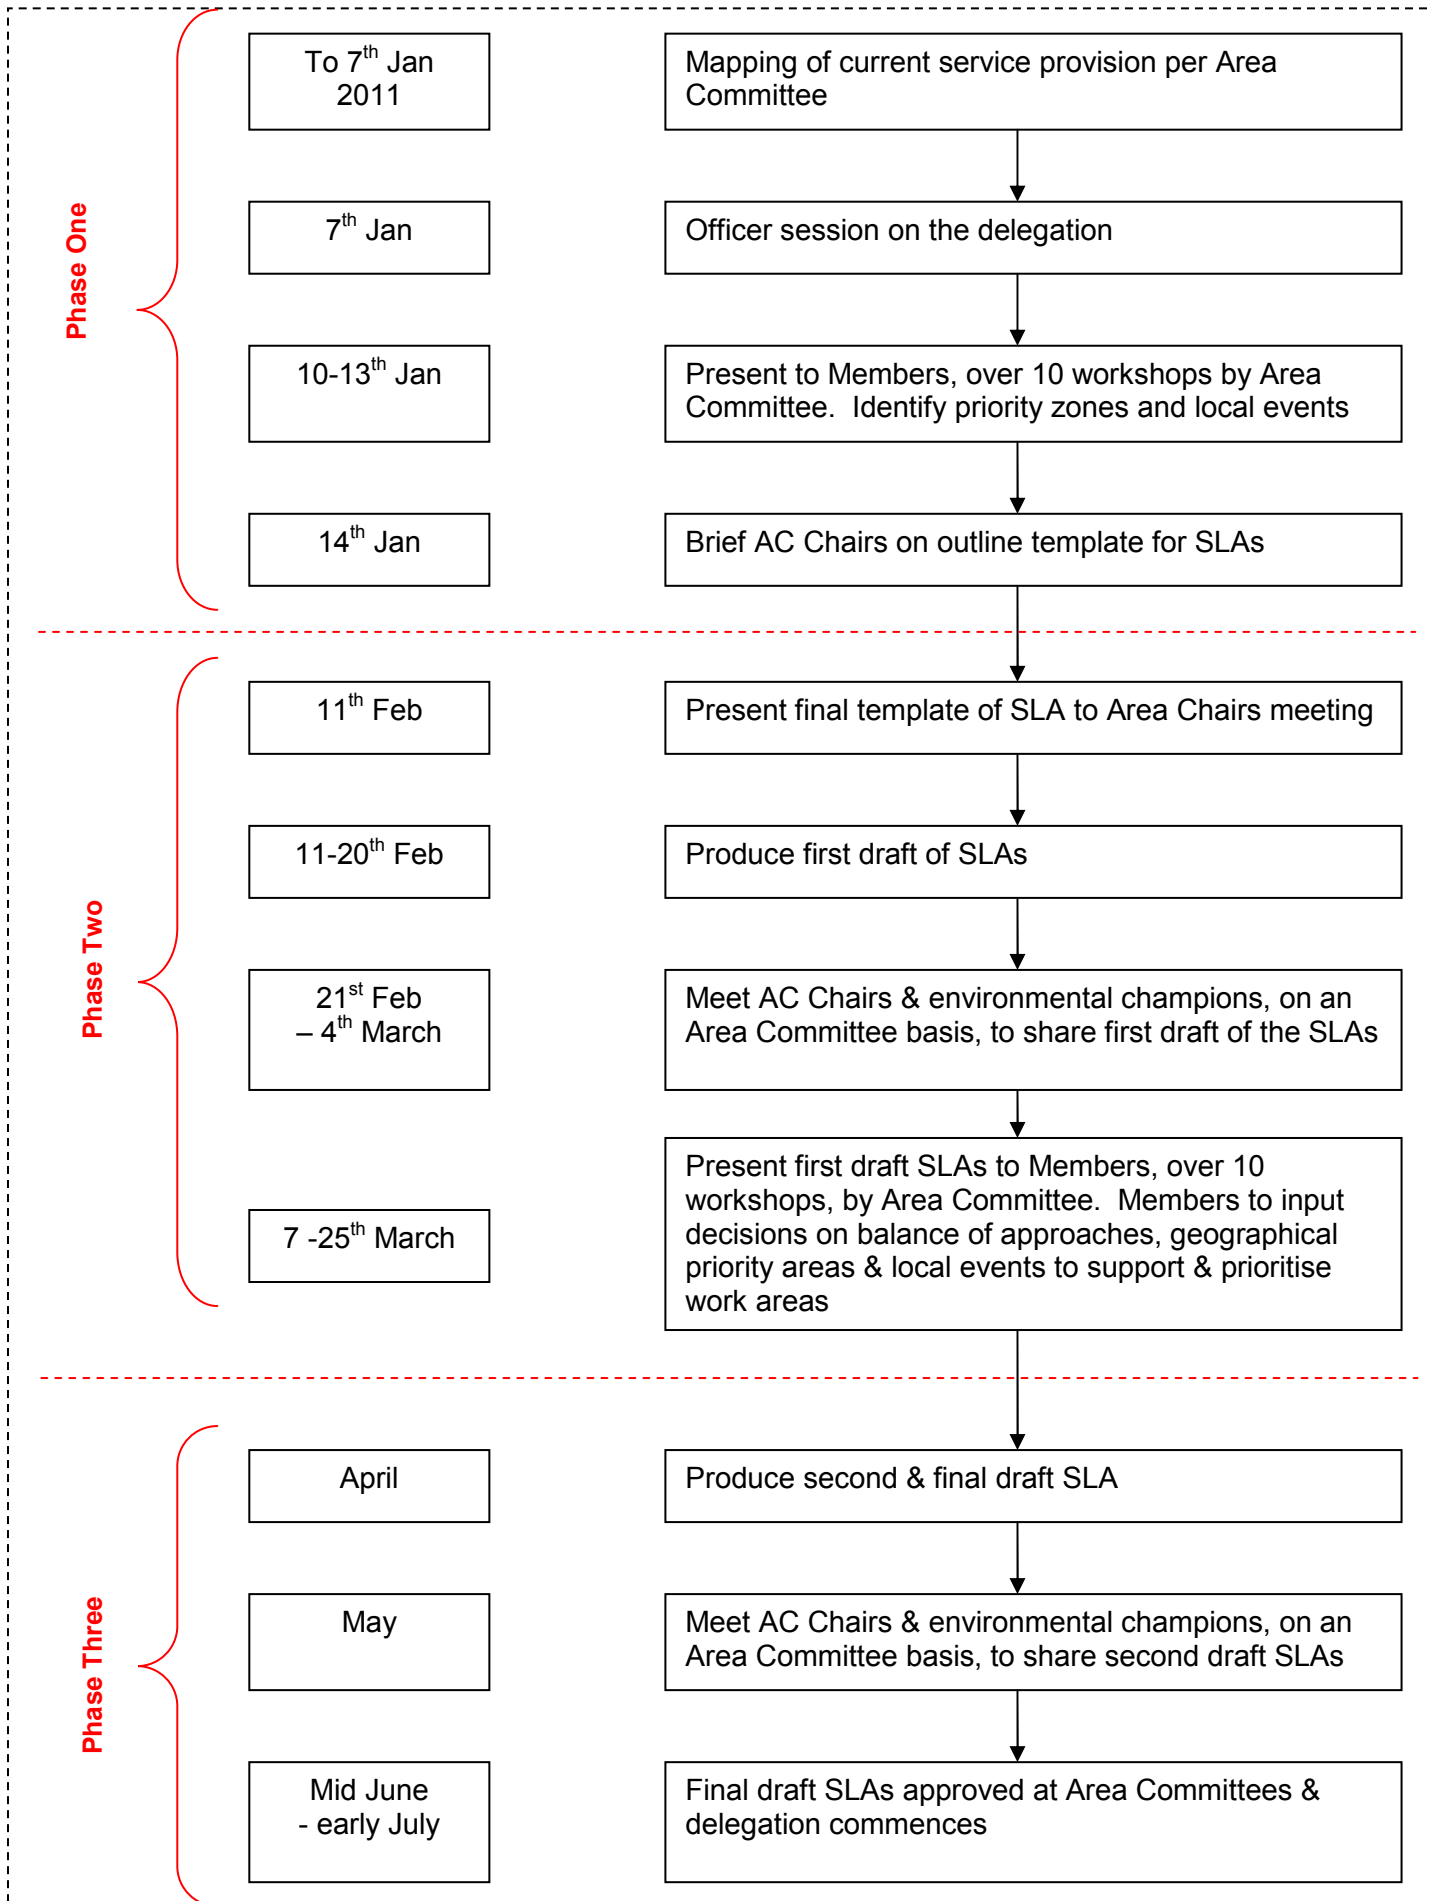 Phase One
To 7th Jan
2011
Mapping of current service provision per Area
Committee
7th Jan
Officer session on the delegation
10-13th Jan
Present to Members, over 10 workshops by Area
Committee.  Identify priority zones and local events
14th Jan
Brief AC Chairs on outline template for SLAs
Phase Two
11th Feb
Present final template of SLA to Area Chairs meeting
11-20th Feb
Produce first draft of SLAs
21st Feb
– 4th March
Meet AC Chairs & environmental champions, on an
Area Committee basis, to share first draft of the SLAs
7 -25th March
Present first draft SLAs to Members, over 10
workshops, by Area Committee.  Members to input
decisions on balance of approaches, geographical
priority areas & local events to support & prioritise
work areas
Phase Three
April
Produce second & final draft SLA
May
Meet AC Chairs & environmental champions, on an
Area Committee basis, to share second draft SLAs
Mid June
- early July
Final draft SLAs approved at Area Committees &
delegation commences